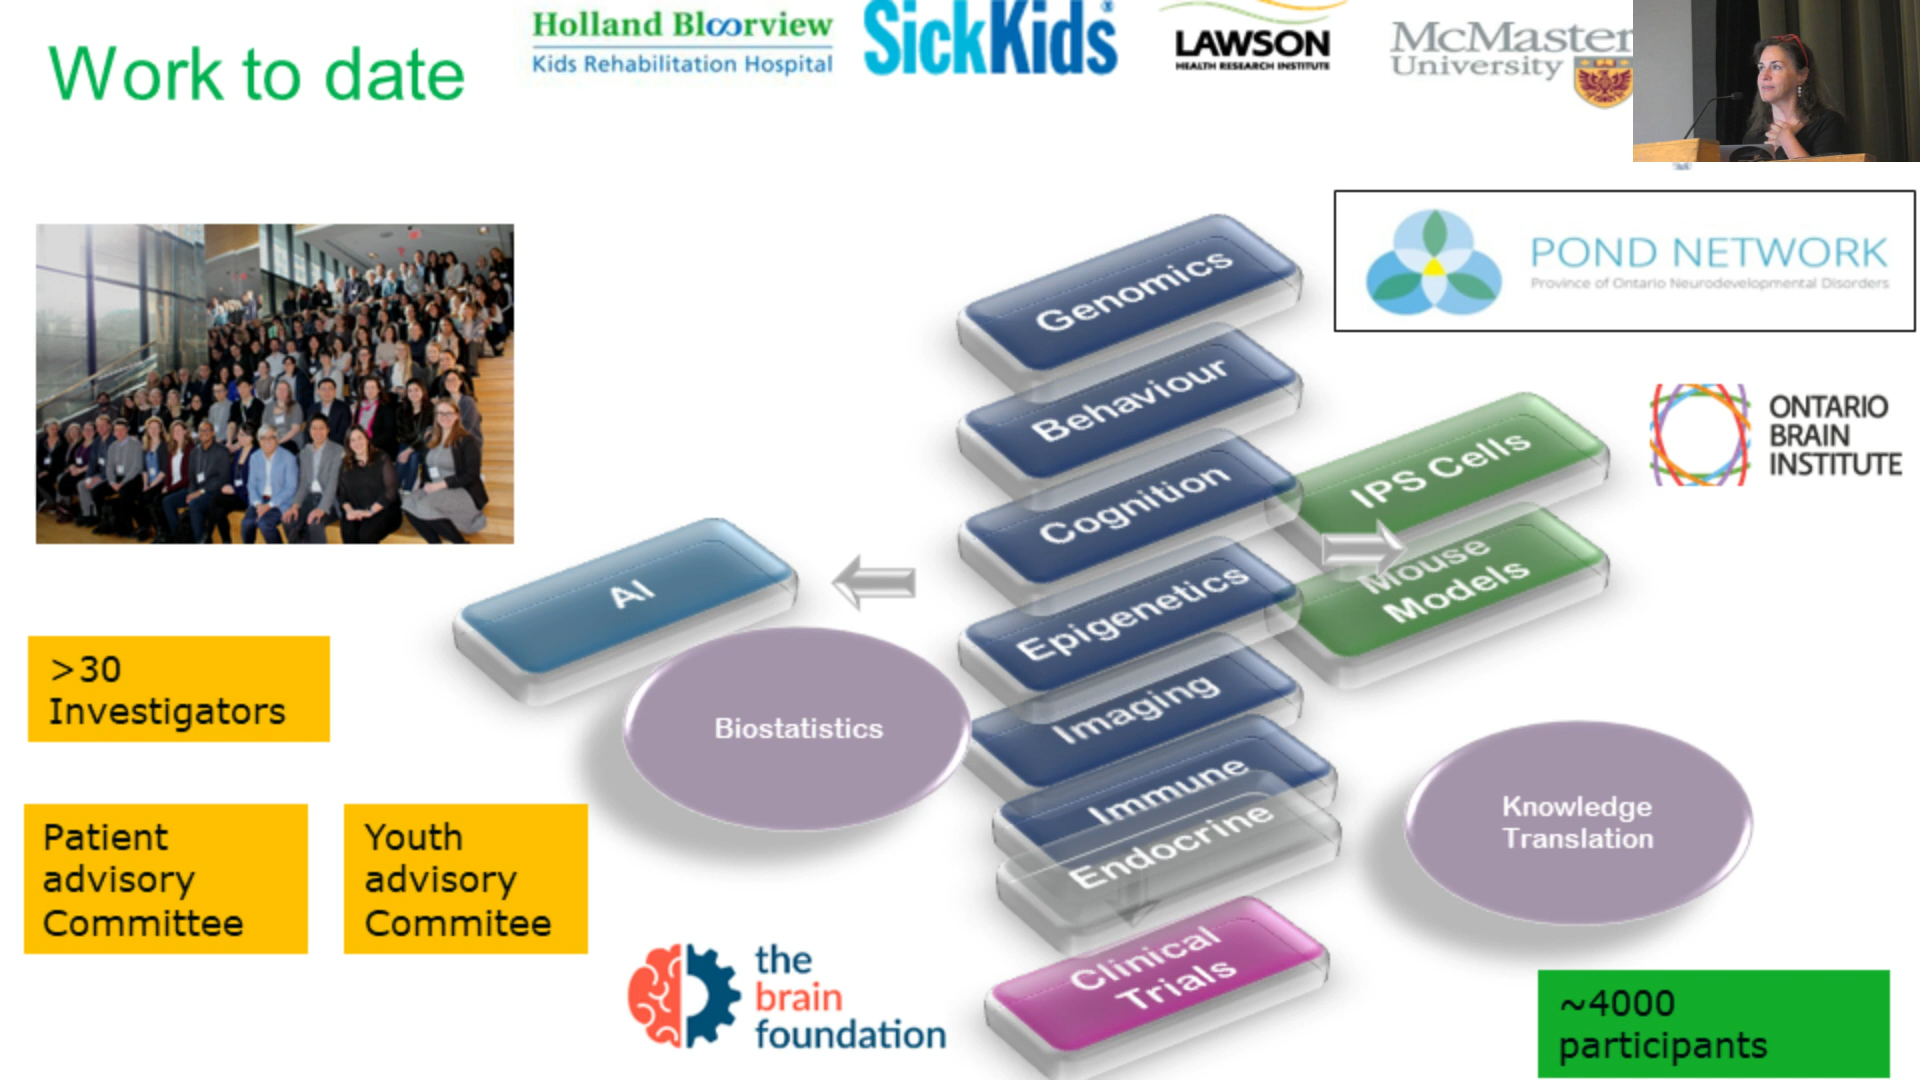 Work to date
Holland Bloorview
Kids Rehabilitation Hospital
SickKids
LAWSON
HEALTH RESEARCH INSTITUTE
McMaster
University
POND NETWORK
Province of Ontario Neurodevelopmental Disorders
ONTARIO
BRAIN
INSTITUTE
Genomics
Behaviour
Cognition
Epigenetics
Imaging
Immune
Endocrine
Clinical
Trials
IPS Cells
Mouse
Models
AI
Biostatistics
Knowledge
Translation
>30
Investigators
Patient
advisory
Committee
Youth
advisory
Commitee
the
brain
foundation
~4000
participants